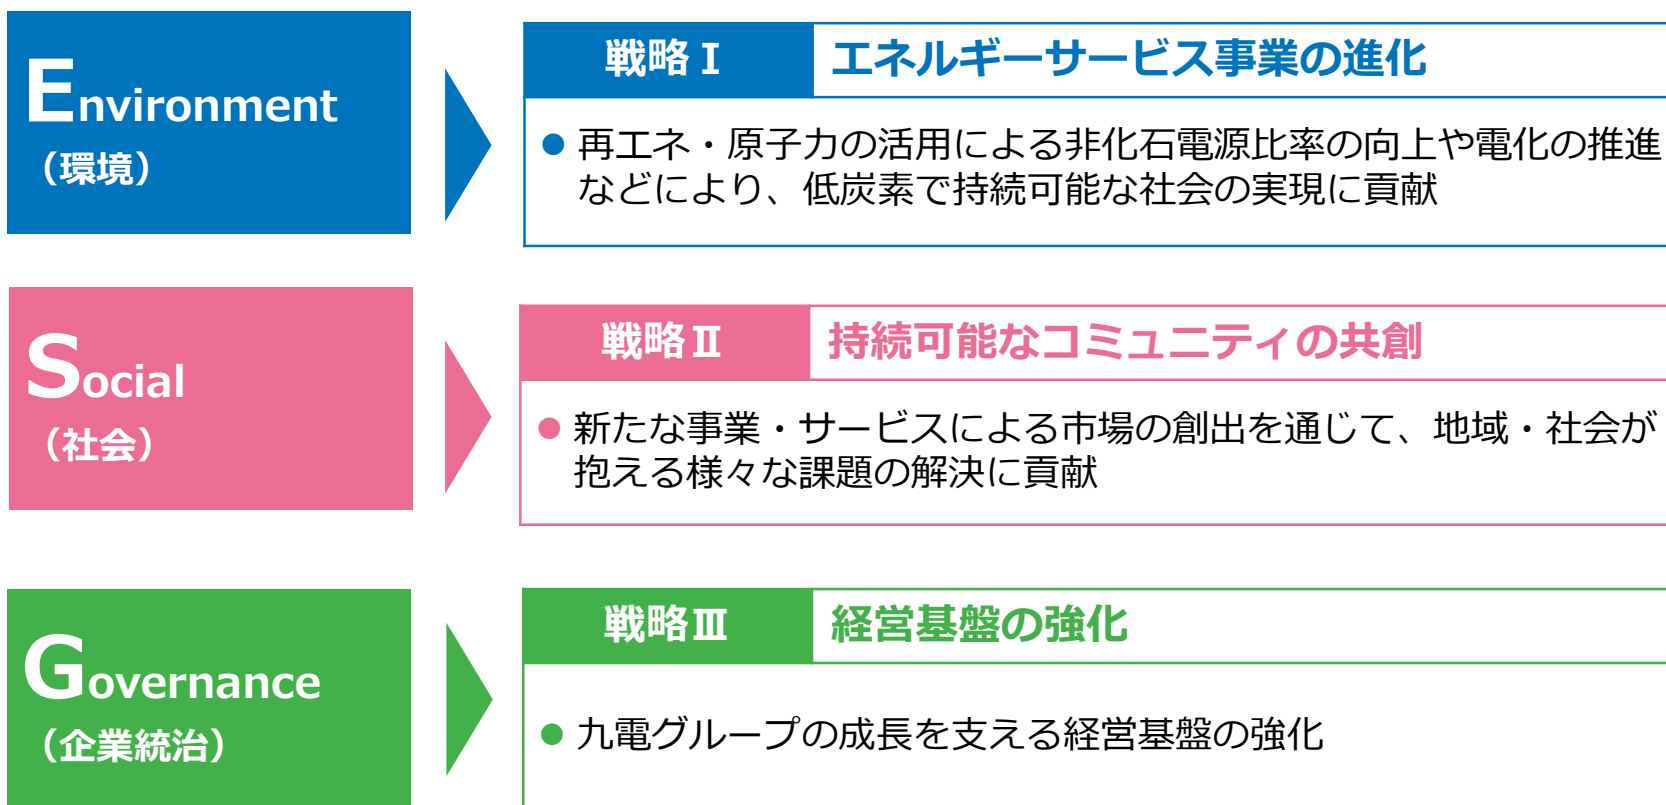 Environment
（環境）
戦略Ⅰ
エネルギーサービス事業の進化
● 再エネ・原子力の活用による非化石電源比率の向上や電化の推進
などにより、低炭素で持続可能な社会の実現に貢献
Social
（社会）
戦略Ⅱ
持続可能なコミュニティの共創
● 新たな事業・サービスによる市場の創出を通じて、地域・社会が
抱える様々な課題の解決に貢献
Governance
（企業統治）
戦略Ⅲ
経営基盤の強化
● 九電グループの成長を支える経営基盤の強化